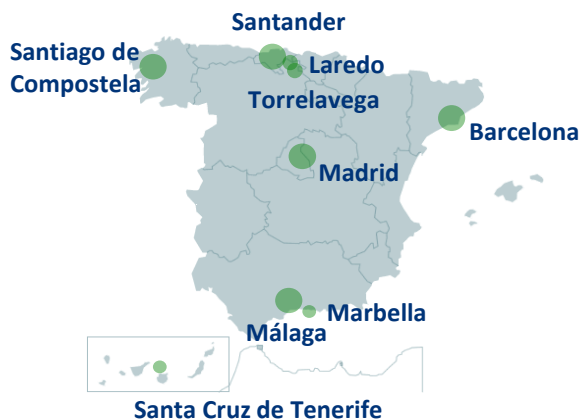 Santander
Santiago de
Compostela
Laredo
Torrelavega
Barcelona
Madrid
Marbella
Málaga
Santa Cruz de Tenerife